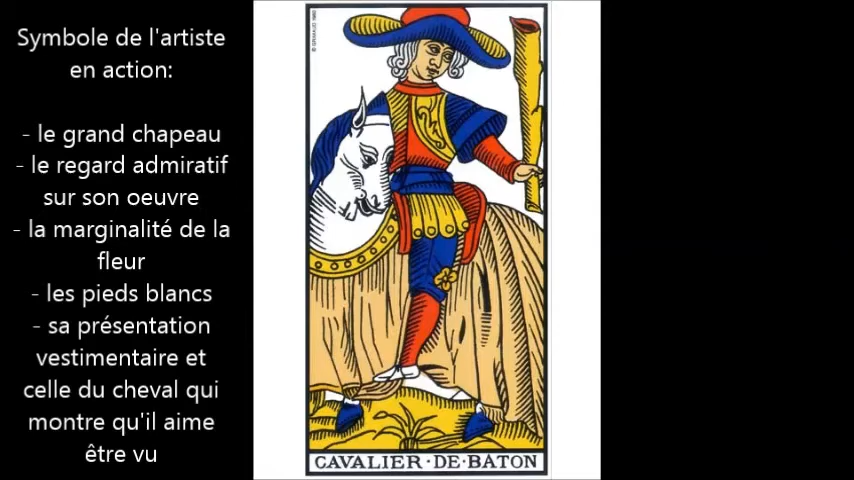 Symbole de l'artiste
en action:
- le grand chapeau
- le regard admiratif
sur son oeuvre
- la marginalité de la
fleur
- les pieds blancs
- sa présentation
vestimentaire et
celle du cheval qui
montre qu'il aime
être vu
CAVALIER·DE·BATON